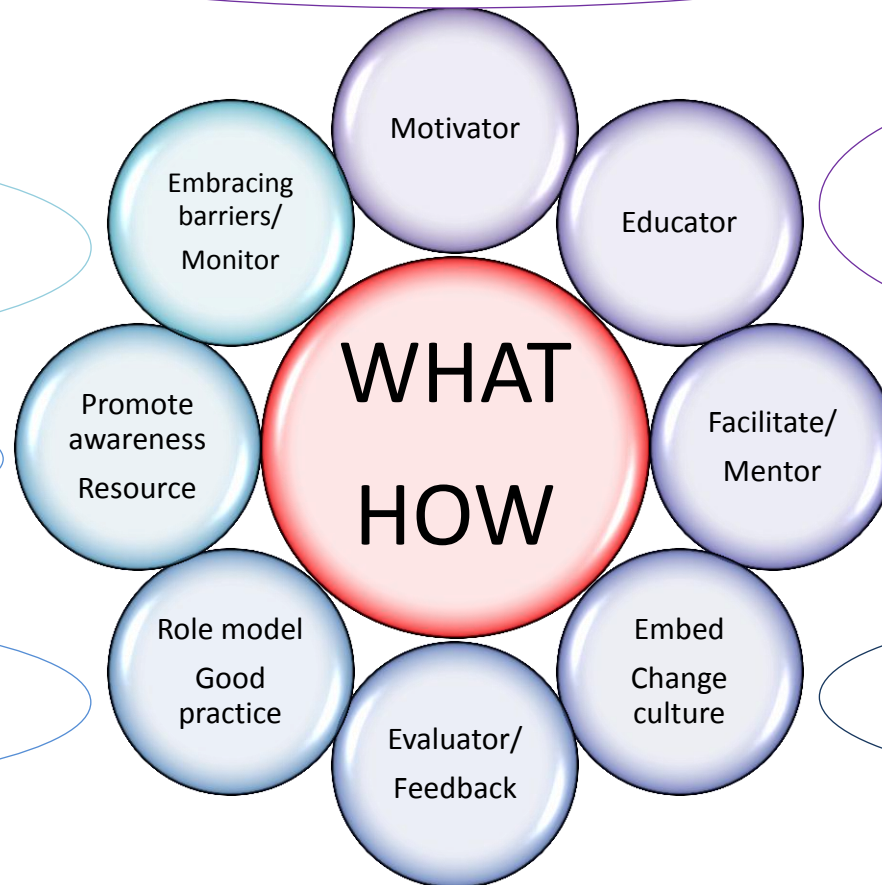 Motivator
Educator
Facilitate/
Mentor
Embed
Change
culture
Evaluator/
Feedback
Role model
Good
practice
Promote
awareness
Resource
Embracing
barriers/
Monitor
WHAT
HOW